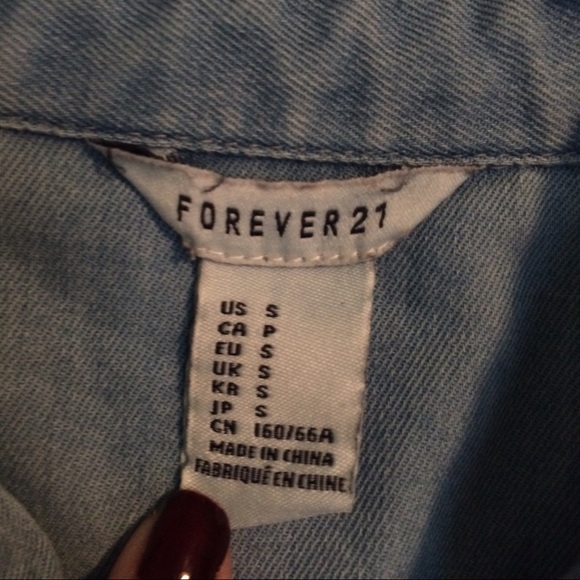 FOREVER 21
US S
CA P
EU S
UK S
KR S
JP S
CN 160/66A
MADE IN CHINA
FABRIQUÉ EN CHINE